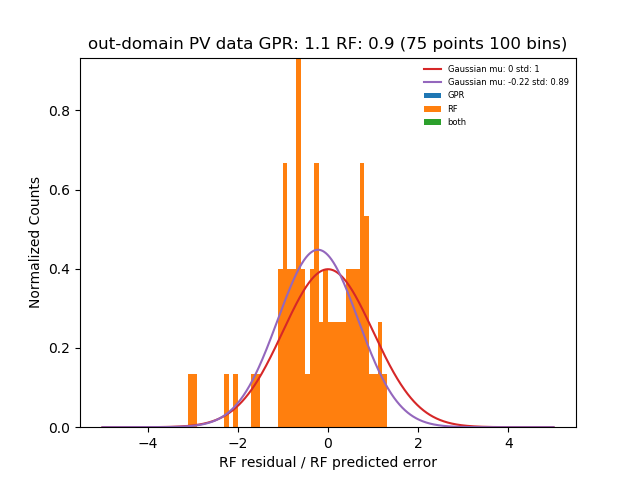 out-domain PV data GPR: 1.1 RF: 0.9 (75 points 100 bins)
Gaussian mu: 0 std: 1
Gaussian mu: -0.22 std: 0.89
GPR
RF
both
Normalized Counts
0.8
0.6
0.4
0.2
0.0
−4
−2
0
2
4
RF residual / RF predicted error